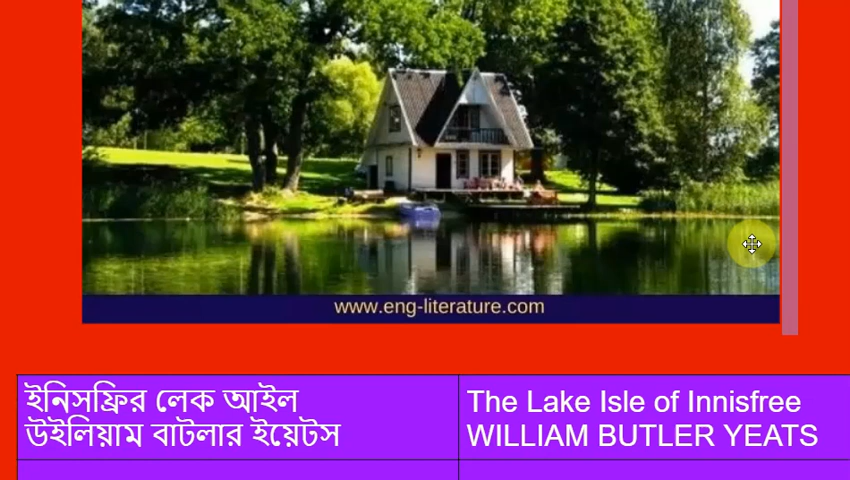 www.eng-literature.com
ইনিসফ্রির লেক আইল
উইলিয়াম বাটলার ইয়েটস
The Lake Isle of Innisfree
WILLIAM BUTLER YEATS